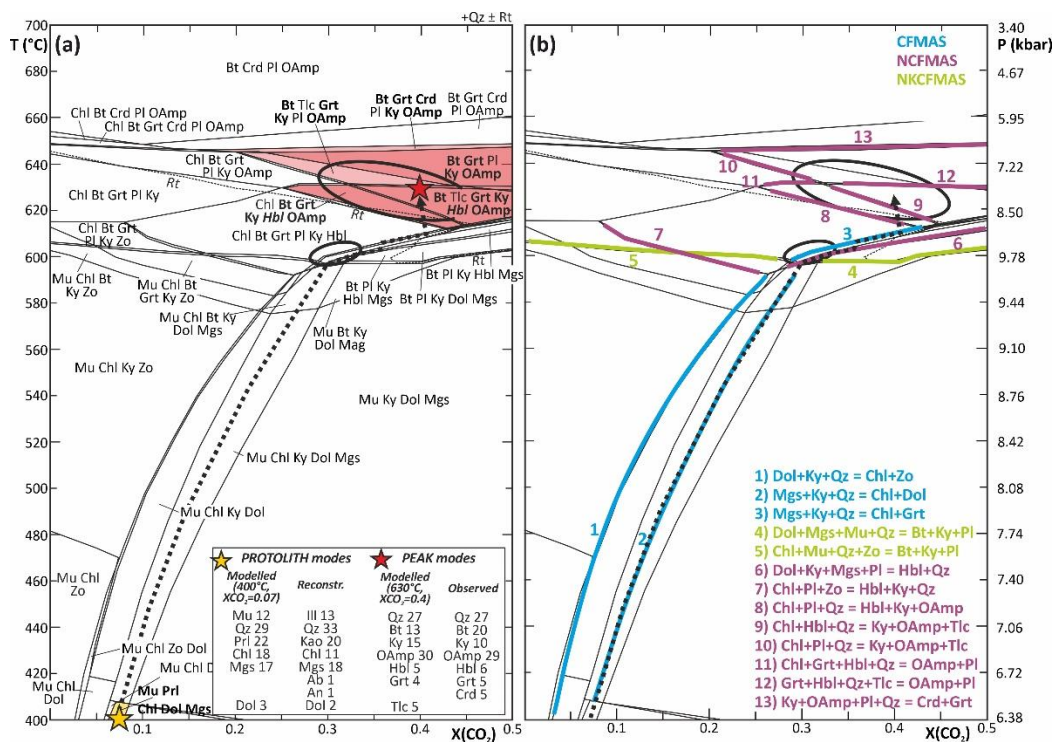 +Qz ± Rt
700
T (°C)
(a)
680
660
640
620
600
580
560
540
520
500
480
460
440
420
400
0.1
0.2
0.3
0.4
0.5
X(CO₂)
Bt Crd Pl OAmp
Chl Bt Crd Pl OAmp
Chl Bt Grt Crd Pl OAmp
Bt Tlc Grt
Ky Pl OAmp
Bt Grt Crd
Pl Ky OAmp
Bt Grt Crd
Pl OAmp
Chl Bt Grt
Pl Ky OAmp
Bt Grt Pl
Ky OAmp
Rt
Chl Bt Grt Pl Ky
Bt Tlc Grt Ky
Hbl OAmp
Chl Bt Grt
Ky Hbl OAmp
Rt
Chl Bt Grt
Pl Ky Zo
Chl Bt Grt Pl Ky Hbl
Mu Chl Bt
Ky Zo
Mu Chl Bt
Grt Ky Zo
Bt Pl Ky
Hbl Mgs
Rt
Bt Pl Ky Hbl Mgs
Bt Pl Ky Dol Mgs
Mu Chl Bt Ky
Dol Mgs
Mu Bt Ky
Dol Mag
Mu Chl Ky Zo
Mu Ky Dol Mgs
Mu Chl Ky Dol Mgs
Mu Chl Ky Dol
Mu Chl
Zo
Mu Chl Zo Dol
Mu Chl D
Mu Chl
Dol
Mu Prl
Chl Dol Mgs
PROTOLITH modes
PEAK modes
Modelled
(400°C,
XCO₂=0.07)
Reconstr.
Modelled
(630°C,
XCO₂=0.4)
Observed
Mu 12 Ill 13 Qz 27 Qz 27
Qz 29 Qz 33 Bt 13 Bt 20
Prl 22 Kao 20 Ky 15 Ky 10
Chl 18 Chl 11 OAmp 30 OAmp 29
Mgs 17 Mgs 18 Hbl 5 Hbl 6
Ab 1 Grt 4 Grt 5
An 1 Crd 5
Dol 3 Dol 2 Tlc 5
(b)
CFMAS
NCFMAS
NKCFMAS
3.40
P (kbar)
4.67
5.95
7.22
8.50
9.78
9.44
9.10
8.76
8.42
8.08
7.74
7.40
7.06
6.72
6.38
13
10
11
12
9
8
7
3
6
5
4
1
2
1) Dol+Ky+Qz = Chl+Zo
2) Mgs+Ky+Qz = Chl+Dol
3) Mgs+Ky+Qz = Chl+Grt
4) Dol+Mgs+Mu+Qz = Bt+Ky+Pl
5) Chl+Mu+Qz+Zo = Bt+Ky+Pl
6) Dol+Ky+Mgs+Pl = Hbl+Qz
7) Chl+Pl+Zo = Hbl+Ky+Qz
8) Chl+Pl+Qz = Hbl+Ky+OAmp
9) Chl+Hbl+Qz = Ky+OAmp+Tlc
10) Chl+Pl+Qz = Ky+OAmp+Tlc
11) Chl+Grt+Hbl+Qz = OAmp+Pl
12) Grt+Hbl+Qz+Tlc = OAmp+Pl
13) Ky+OAmp+Pl+Qz = Crd+Grt
0.1
0.2
0.3
0.4
0.5
X(CO₂)